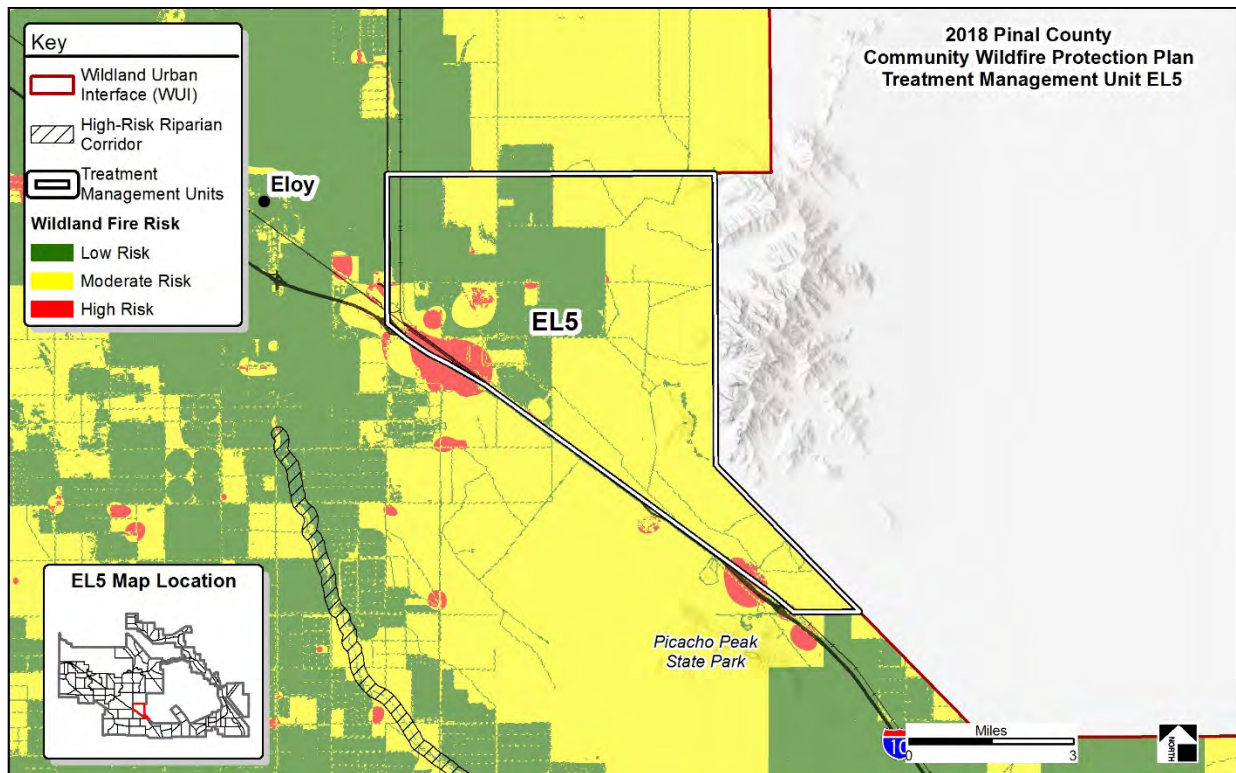 Key
Wildland Urban
Interface (WUI)
High-Risk Riparian
Corridor
Treatment
Management Units
Wildland Fire Risk
Low Risk
Moderate Risk
High Risk
2018 Pinal County
Community Wildfire Protection Plan
Treatment Management Unit EL5
Eloy
EL5
EL5 Map Location
Picacho Peak
State Park
10
Miles
3
NORTH